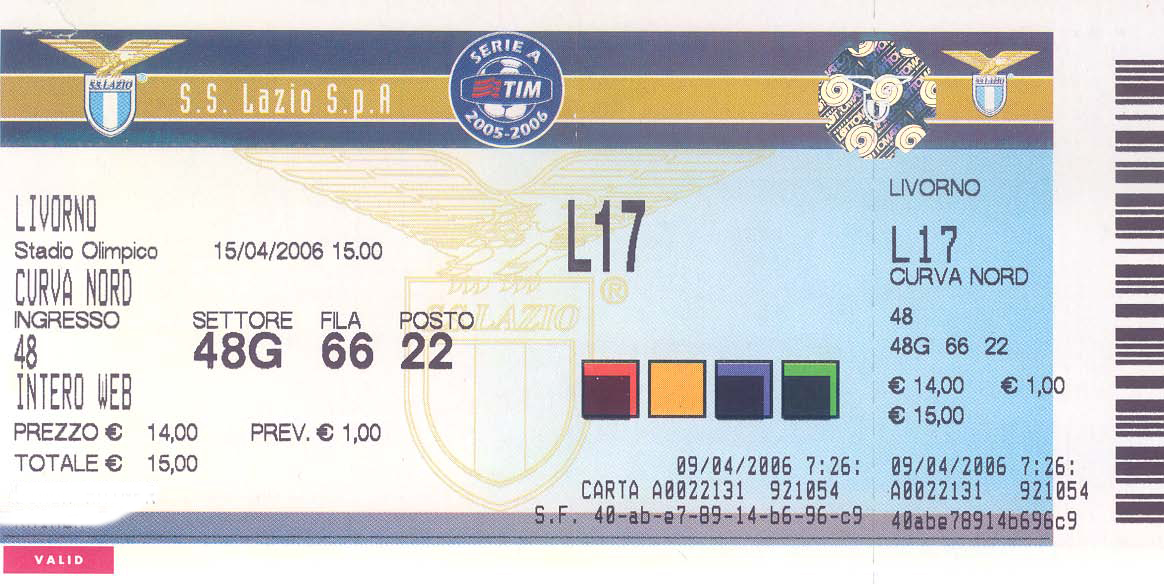 S.S.LAZIO
®
S.S. Lazio S.p.A
SERIE A
TIM
2005-2006
S.S.LAZIO
LIVORNO
Stadio Olimpico 15/04/2006 15.00
CURVA NORD
INGRESSO SETTORE FILA POSTO
48 48G 66 22
INTERO WEB
PREZZO € 14,00 PREV. € 1,00
TOTALE € 15,00
L17
S.S.LAZIO ®
09/04/2006 7:26:
CARTA A0022131 921054
S.F. 40-ab-e7-89-14-b6-96-c9
LIVORNO
L17
CURVA NORD
48
48G 66 22
€ 14,00 € 1,00
€ 15,00
09/04/2006 7:26:
A0022131 921054
40abe78914b696c9
VALID